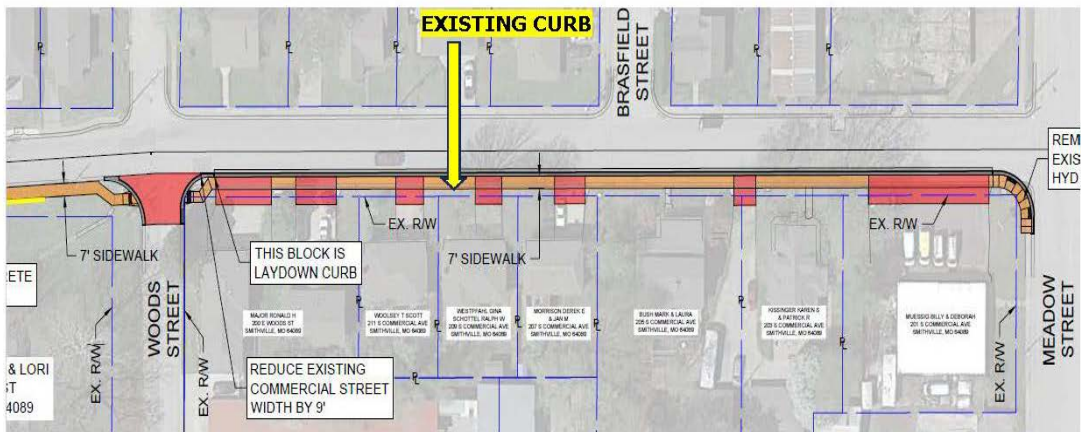 EXISTING CURB
BRASFIELD
STREET
REM
EXIS
HYD
EX. R/W
EX. R/W
7' SIDEWALK
THIS BLOCK IS
LAYDOWN CURB
7' SIDEWALK
ETE
WOODS
STREET
MEADOW
STREET
MAJOR RONALD H
200 E WOODS ST
SMITHVILLE, MO 64089
WOOLSEY T SCOTT
211 S COMMERCIAL AVE
SMITHVILLE, MO 64089
WESTPFAHL GINA
SCHOTTEL RALPH W
209 S COMMERCIAL AVE
SMITHVILLE, MO 64089
MORRISON DEREK E
& JAN M
207 S COMMERCIAL AVE
SMITHVILLE, MO 64089
BUSH MARK & LAURA
205 S COMMERCIAL AVE
SMITHVILLE, MO 64089
KISSINGER KAREN S
& PATRICK R
203 S COMMERCIAL AVE
SMITHVILLE, MO 64089
MUESSIG BILLY & DEBORAH
201 S COMMERCIAL AVE
SMITHVILLE, MO 64089
& LORI
ST
4089
EX. R/W
EX. R/W
REDUCE EXISTING
COMMERCIAL STREET
WIDTH BY 9'
EX. R/W